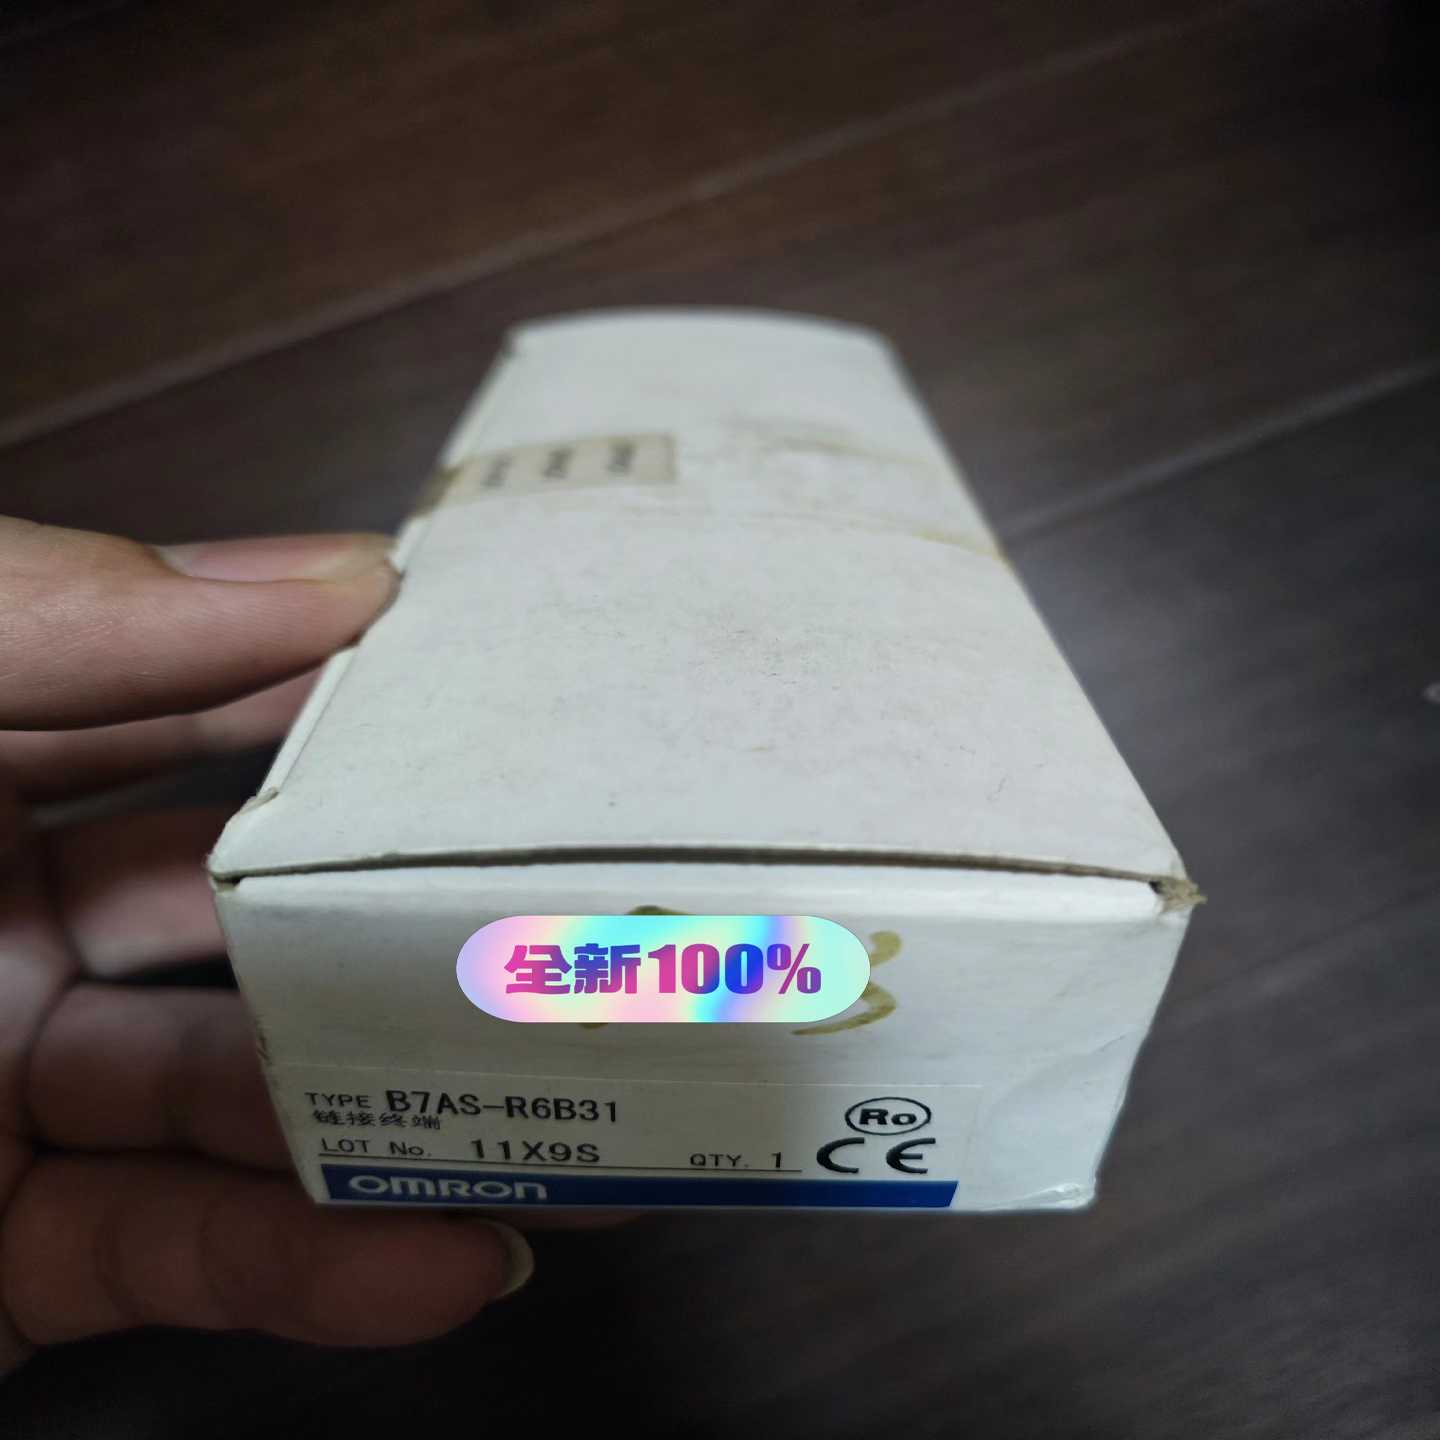 全新100%
TYPE B7AS-R6B31
链接终端
LOT No. 11X9S QTY. 1
Ro
CE
OMRON